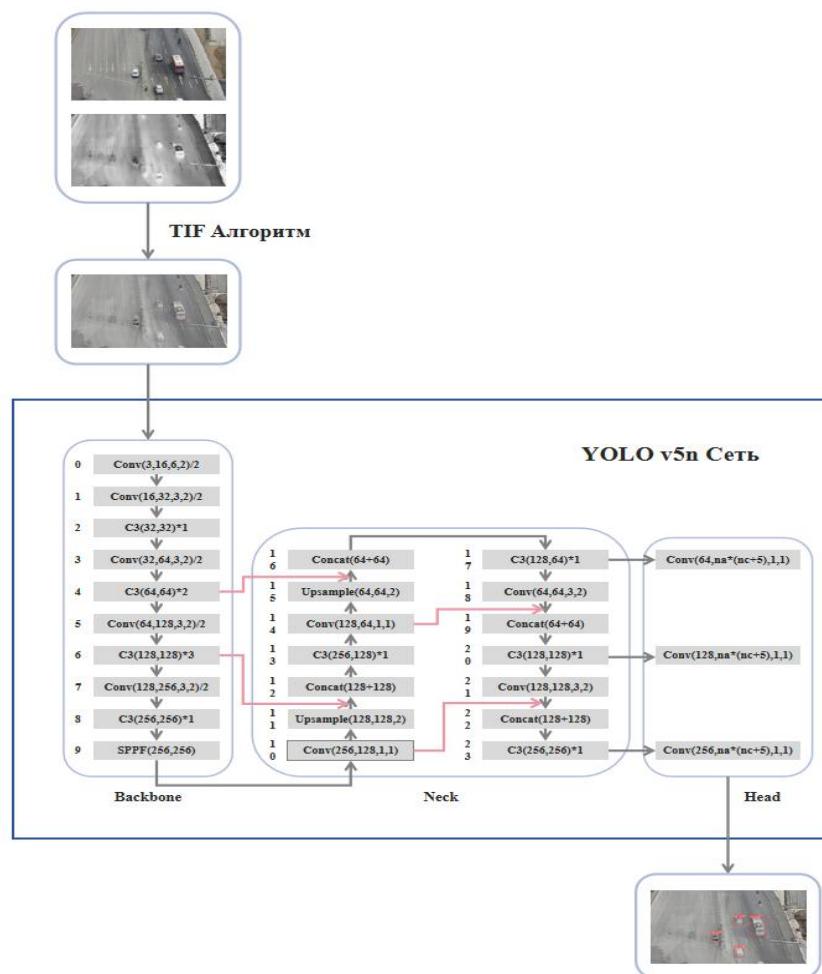 TIF Алгоритм
YOLO v5n Сеть
0 Conv(3,16,6,2)/2
1 Conv(16,32,3,2)/2
2 C3(32,32)*1
3 Conv(32,64,3,2)/2
4 C3(64,64)*2
5 Conv(64,128,3,2)/2
6 C3(128,128)*3
7 Conv(128,256,3,2)/2
8 C3(256,256)*1
9 SPPF(256,256)
Backbone
16 Concat(64+64)
15 Upsample(64,64,2)
14 Conv(128,64,1,1)
13 C3(256,128)*1
12 Concat(128+128)
11 Upsample(128,128,2)
10 Conv(256,128,1,1)
17 C3(128,64)*1
18 Conv(64,64,3,2)
19 Concat(64+64)
20 C3(128,128)*1
21 Conv(128,128,3,2)
22 Concat(128+128)
23 C3(256,256)*1
Neck
Conv(64,na*(nc+5),1,1)
Conv(128,na*(nc+5),1,1)
Conv(256,na*(nc+5),1,1)
Head